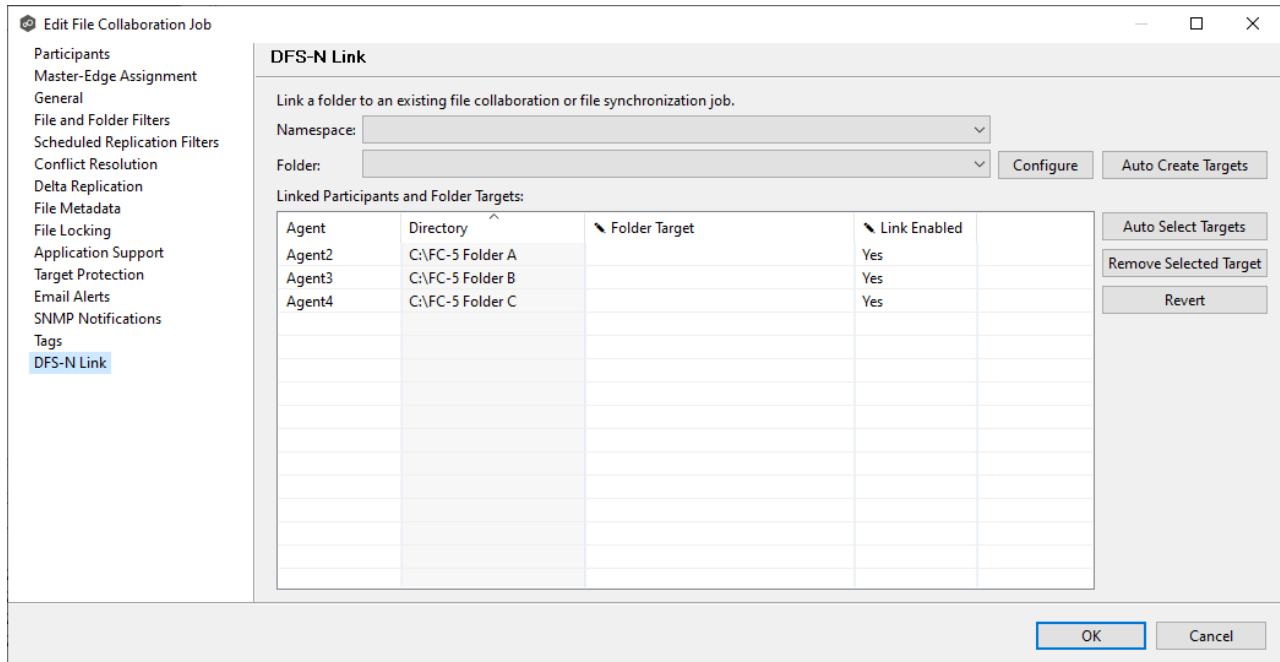 Edit File Collaboration Job
Participants
Master-Edge Assignment
General
File and Folder Filters
Scheduled Replication Filters
Conflict Resolution
Delta Replication
File Metadata
File Locking
Application Support
Target Protection
Email Alerts
SNMP Notifications
Tags
DFS-N Link
DFS-N Link
Link a folder to an existing file collaboration or file synchronization job.
Namespace:
Folder: Configure Auto Create Targets
Linked Participants and Folder Targets:
Agent Directory Folder Target Link Enabled
Agent2 C:\FC-5 Folder A Yes
Agent3 C:\FC-5 Folder B Yes
Agent4 C:\FC-5 Folder C Yes
Auto Select Targets
Remove Selected Target
Revert
OK Cancel